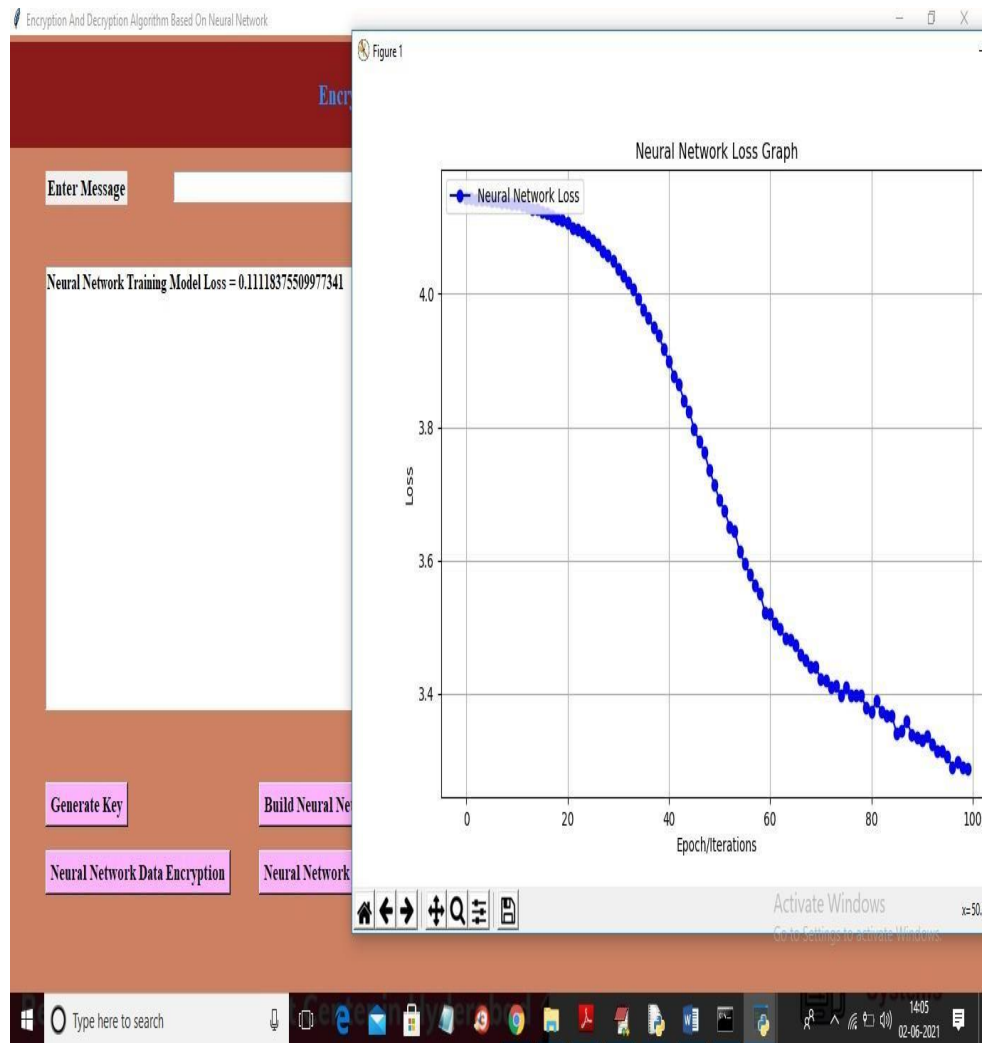 Encryption And Decryption Algorithm Based On Neural Network
Encry
Enter Message
Neural Network Training Model Loss = 0.11118375509977341
Generate Key
Build Neural Ne
Neural Network Data Encryption
Neural Network
Figure 1
Neural Network Loss Graph
Neural Network Loss
4.0
3.8
3.6
3.4
Loss
0 20 40 60 80 100
Epoch/Iterations
Activate Windows
Go to Settings to activate Windows.
x=50.
Type here to search
14:05
02-06-2021